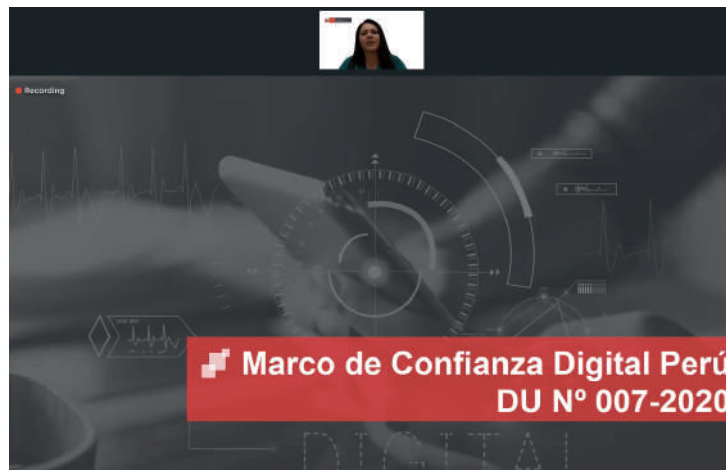 Recording
Marco de Confianza Digital Perú
DU Nº 007-2020
DIGITAL